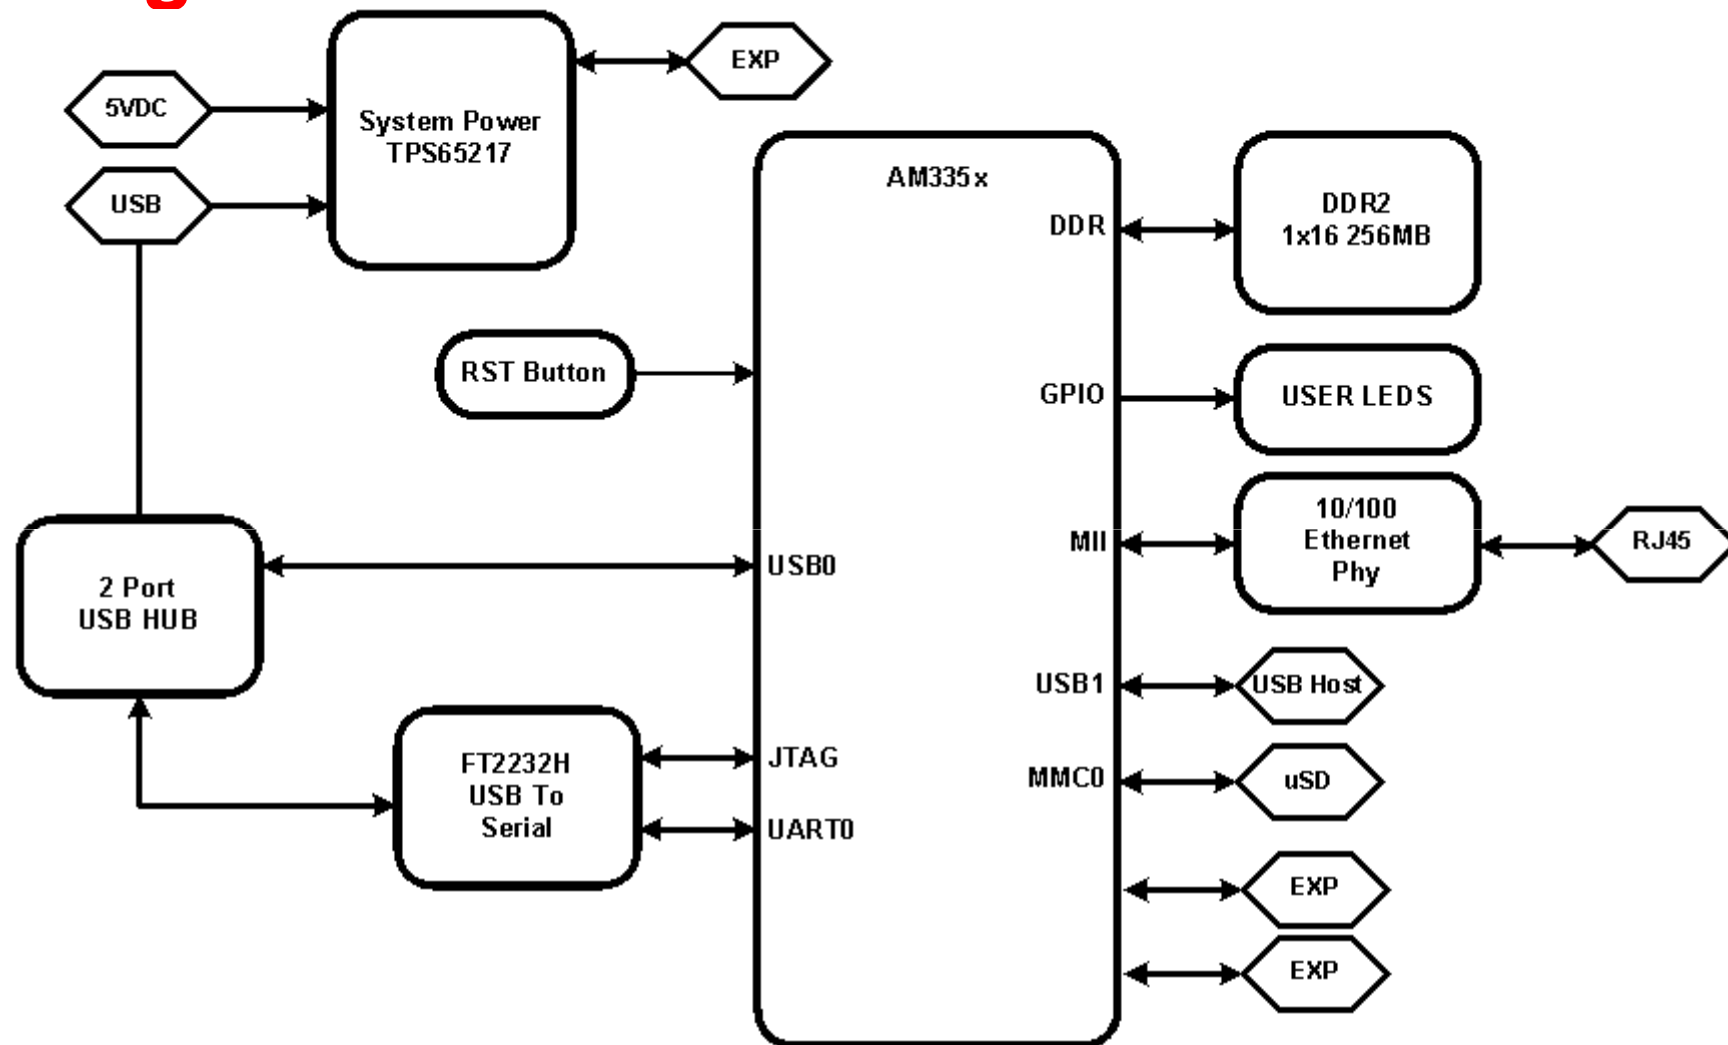 g
EXP
5VDC
System Power
TPS65217
USB
AM335x
DDR
DDR2
1x16 256MB
RST Button
GPIO
USER LEDS
10/100
Ethernet
Phy
MII
RJ45
USB0
2 Port
USB HUB
USB1
USB Host
FT2232H
USB To
Serial
JTAG
UART0
MMC0
uSD
EXP
EXP